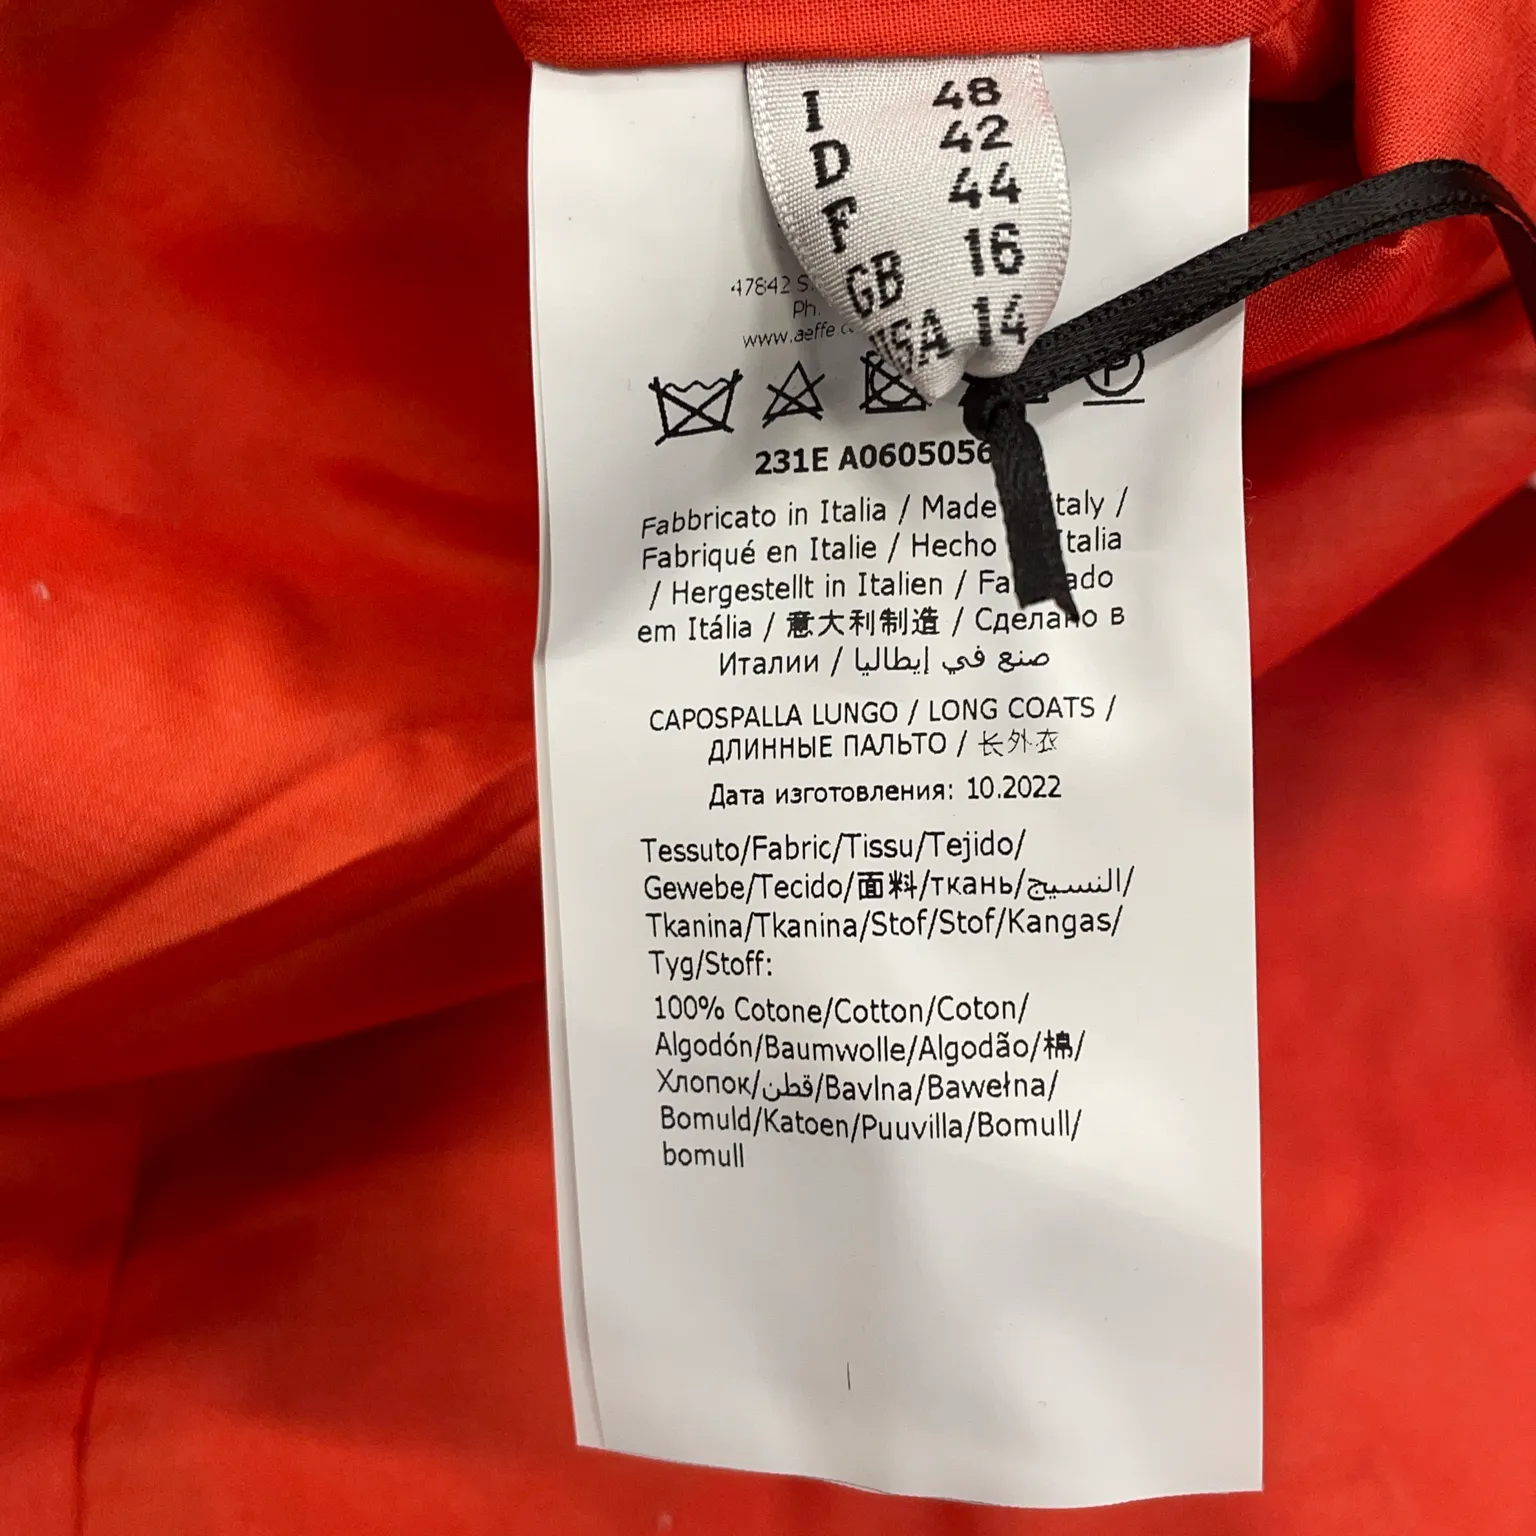 I 48
D 42
F 44
GB 16
USA 14
47842 S.
Ph.
www.aeffe.c
P
231E A0605056
Fabbricato in Italia / Made Italy /
Fabriqué en Italie / Hecho Italia
/ Hergestellt in Italien /
em Itália / 意大利制造 / Сделано в
Италии / صنع في إيطاليا
CAPOSPALLA LUNGO / LONG COATS /
ДЛИННЫЕ ПАЛЬТО / 长外衣
Дата изготовления: 10.2022
Tessuto/Fabric/Tissu/Tejido/
Gewebe/Tecido/面料/ткань/النسيج/
Tkanina/Tkanina/Stof/Stof/Kangas/
Tyg/Stoff:
100% Cotone/Cotton/Coton/
Algodón/Baumwolle/Algodão/棉/
Хлопок/قطن/Bavlna/Bawełna/
Bomuld/Katoen/Puuvilla/Bomull/
bomull